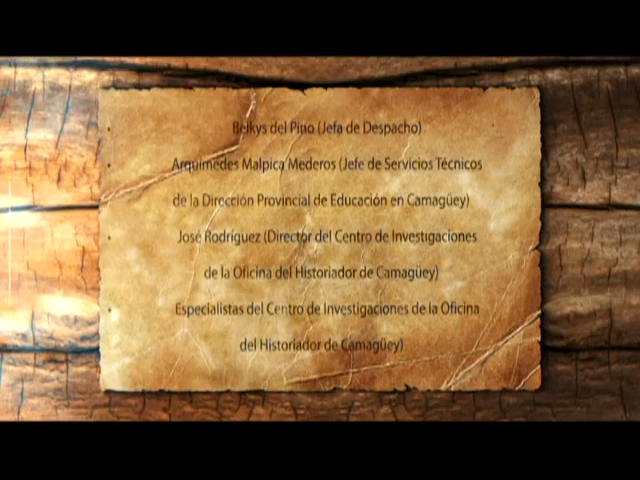 Belkys del Pino (Jefa de Despacho)
Arquímedes Malpica Mederos (Jefe de Servicios Técnicos
de la Dirección Provincial de Educación en Camagüey)
José Rodríguez (Director del Centro de Investigaciones
de la Oficina del Historiador de Camagüey)
Especialistas del Centro de Investigaciones de la Oficina
del Historiador de Camagüey)